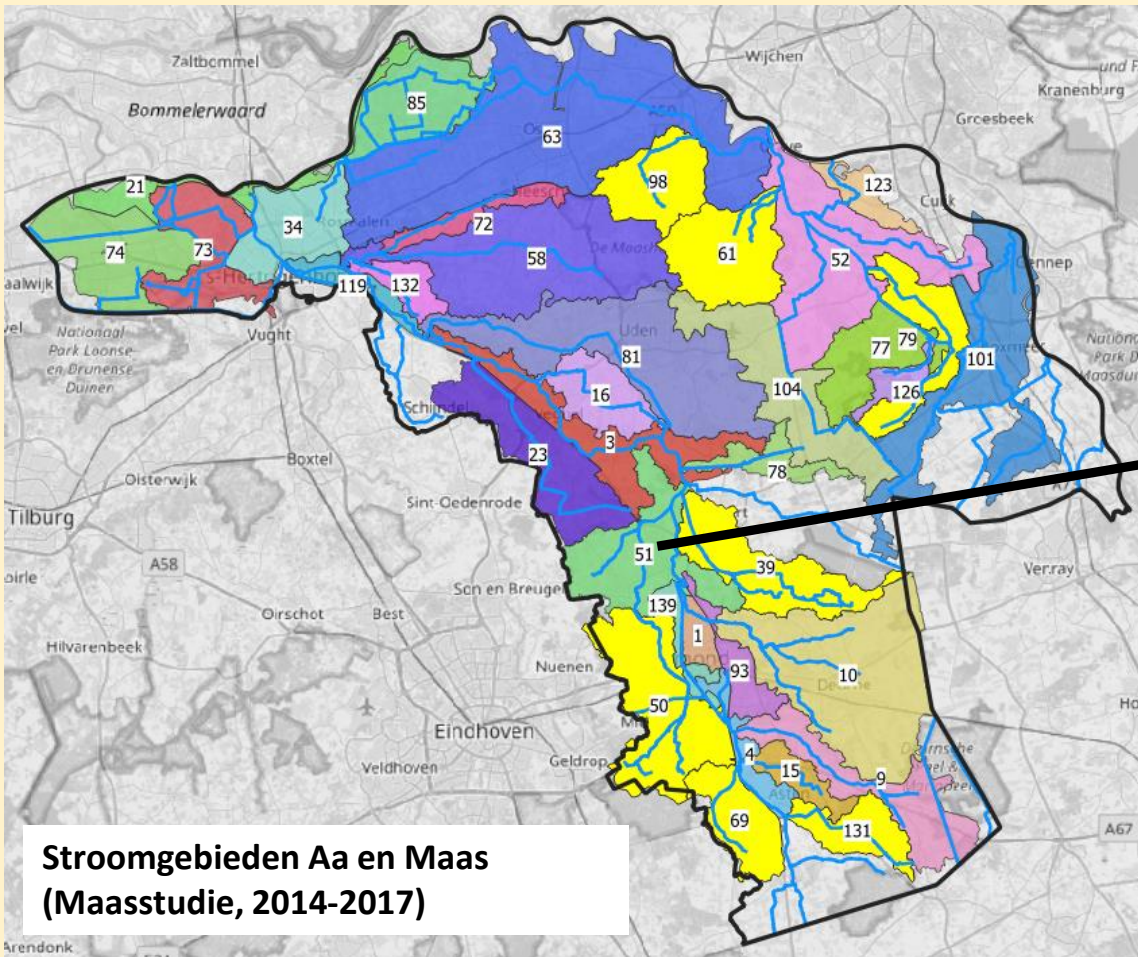 Zaltbommel
Wijchen
Kranenburg
Bommelerwaard
85
Groesbeek
63
21
98
123
Cuijk
34
72
74
73
58
61
52
Gennep
119
132
Vught
Uden
79
77
101
Nationaal
Park Loonse
en Drunense
Duinen
81
16
104
126
Schijndel
3
23
Boxtel
78
Oisterwijk
Sint-Oedenrode
Tilburg
A58
51
39
Venray
Son en Breugel
Oirschot
Best
139
1
Hilvarenbeek
Nuenen
93
10
50
Eindhoven
Geldrop
Veldhoven
4
15
9
Asten
69
131
A67
Stroomgebieden Aa en Maas
(Maasstudie, 2014-2017)
Arendonk